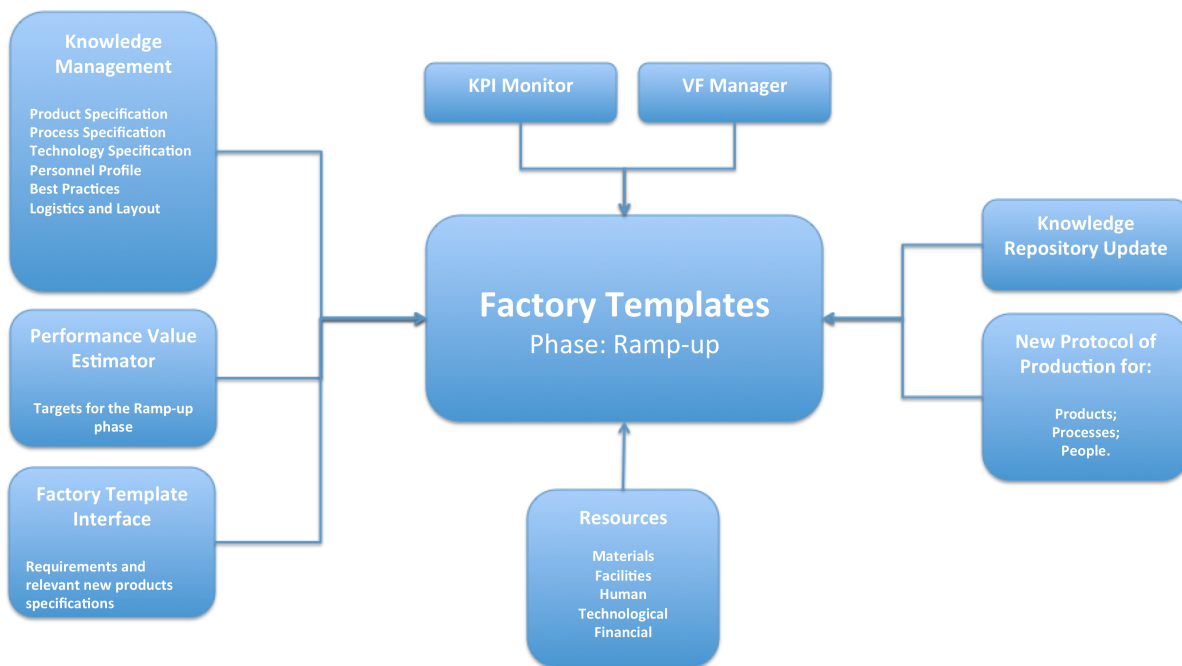 Knowledge
Management
Product Specification
Process Specification
Technology Specification
Personnel Profile
Best Practices
Logistics and Layout
Performance Value
Estimator
Targets for the Ramp-up
phase
Factory Template
Interface
Requirements and
relevant new products
specifications
KPI Monitor
VF Manager
Factory Templates
Phase: Ramp-up
Resources
Materials
Facilities
Human
Technological
Financial
Knowledge
Repository Update
New Protocol of
Production for:
Products;
Processes;
People.